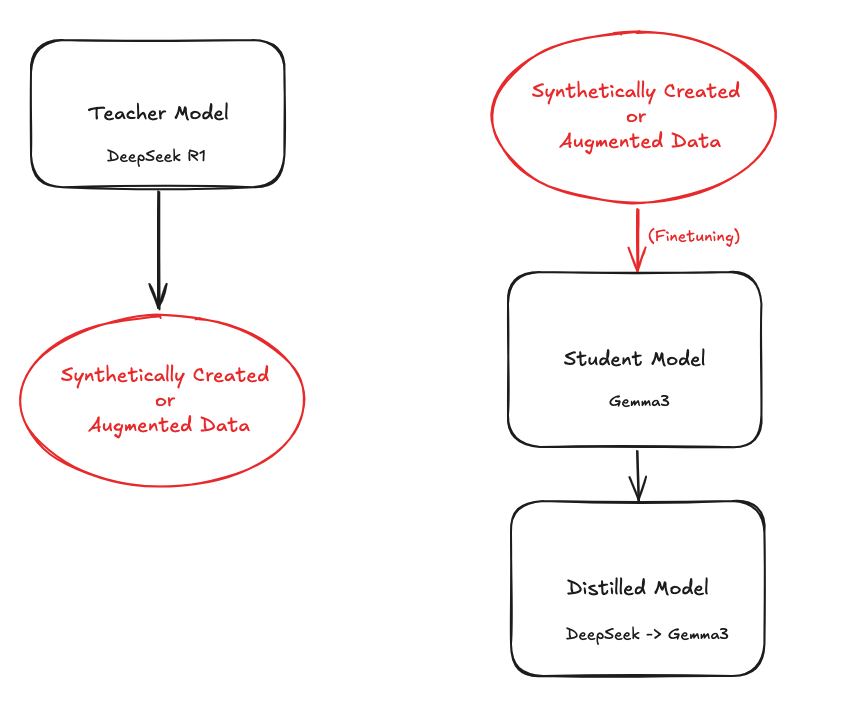 Teacher Model
DeepSeek R1
Synthetically Created
or
Augmented Data
Synthetically Created
or
Augmented Data
(Finetuning)
Student Model
Gemma3
Distilled Model
DeepSeek -> Gemma3